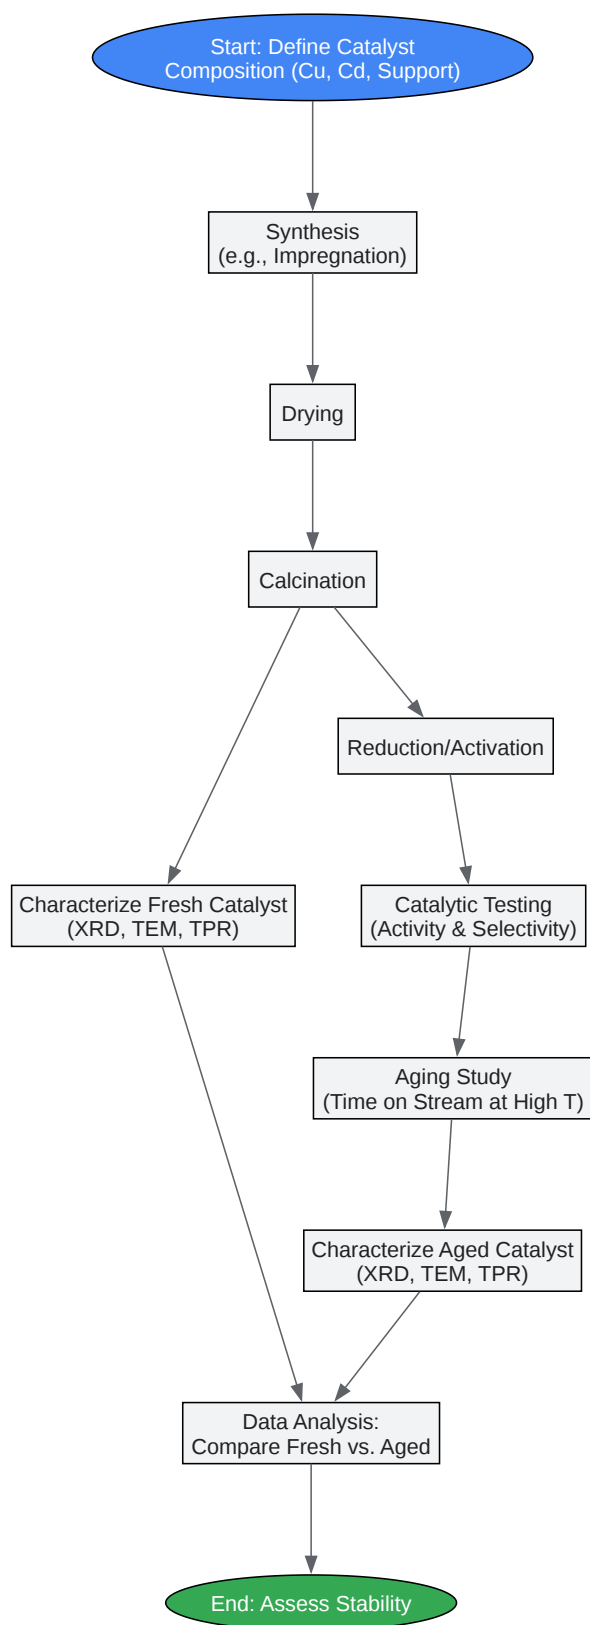 Start: Define Catalyst
Composition (Cu, Cd, Support)
Synthesis
(e.g., Impregnation)
Drying
Calcination
Reduction/Activation
Characterize Fresh Catalyst
(XRD, TEM, TPR)
Catalytic Testing
(Activity & Selectivity)
Aging Study
(Time on Stream at High T)
Characterize Aged Catalyst
(XRD, TEM, TPR)
Data Analysis:
Compare Fresh vs. Aged
End: Assess Stability